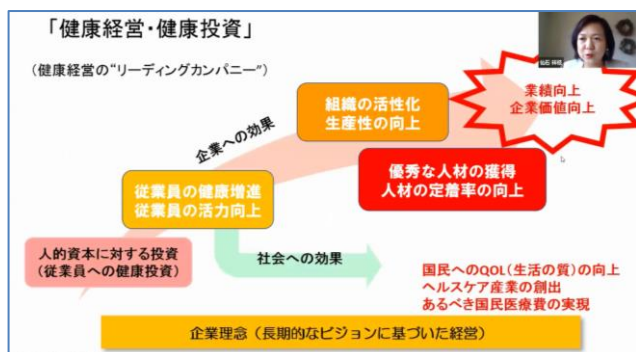 「健康経営・健康投資」
(健康経営の“リーディングカンパニー”)
業績向上
企業価値向上
組織の活性化
生産性の向上
企業への効果
優秀な人材の獲得
人材の定着率の向上
従業員の健康増進
従業員の活力向上
人的資本に対する投資
(従業員への健康投資)
社会への効果
国民へのQOL(生活の質)の向上
ヘルスケア産業の創出
あるべき国民医療費の実現
企業理念(長期的なビジョンに基づいた経営)